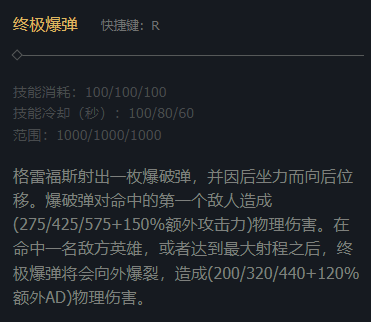 终极爆弹 快捷键：R
技能消耗：100/100/100
技能冷却（秒）：100/80/60
范围：1000/1000/1000
格雷福斯射出一枚爆破弹，并因后坐力而向后位
移。爆破弹对命中的第一个敌人造成
(275/425/575+150%额外攻击力)物理伤害。在
命中一名敌方英雄，或者达到最大射程之后，终
极爆弹将会向外爆裂，造成(200/320/440+120%
额外AD)物理伤害。